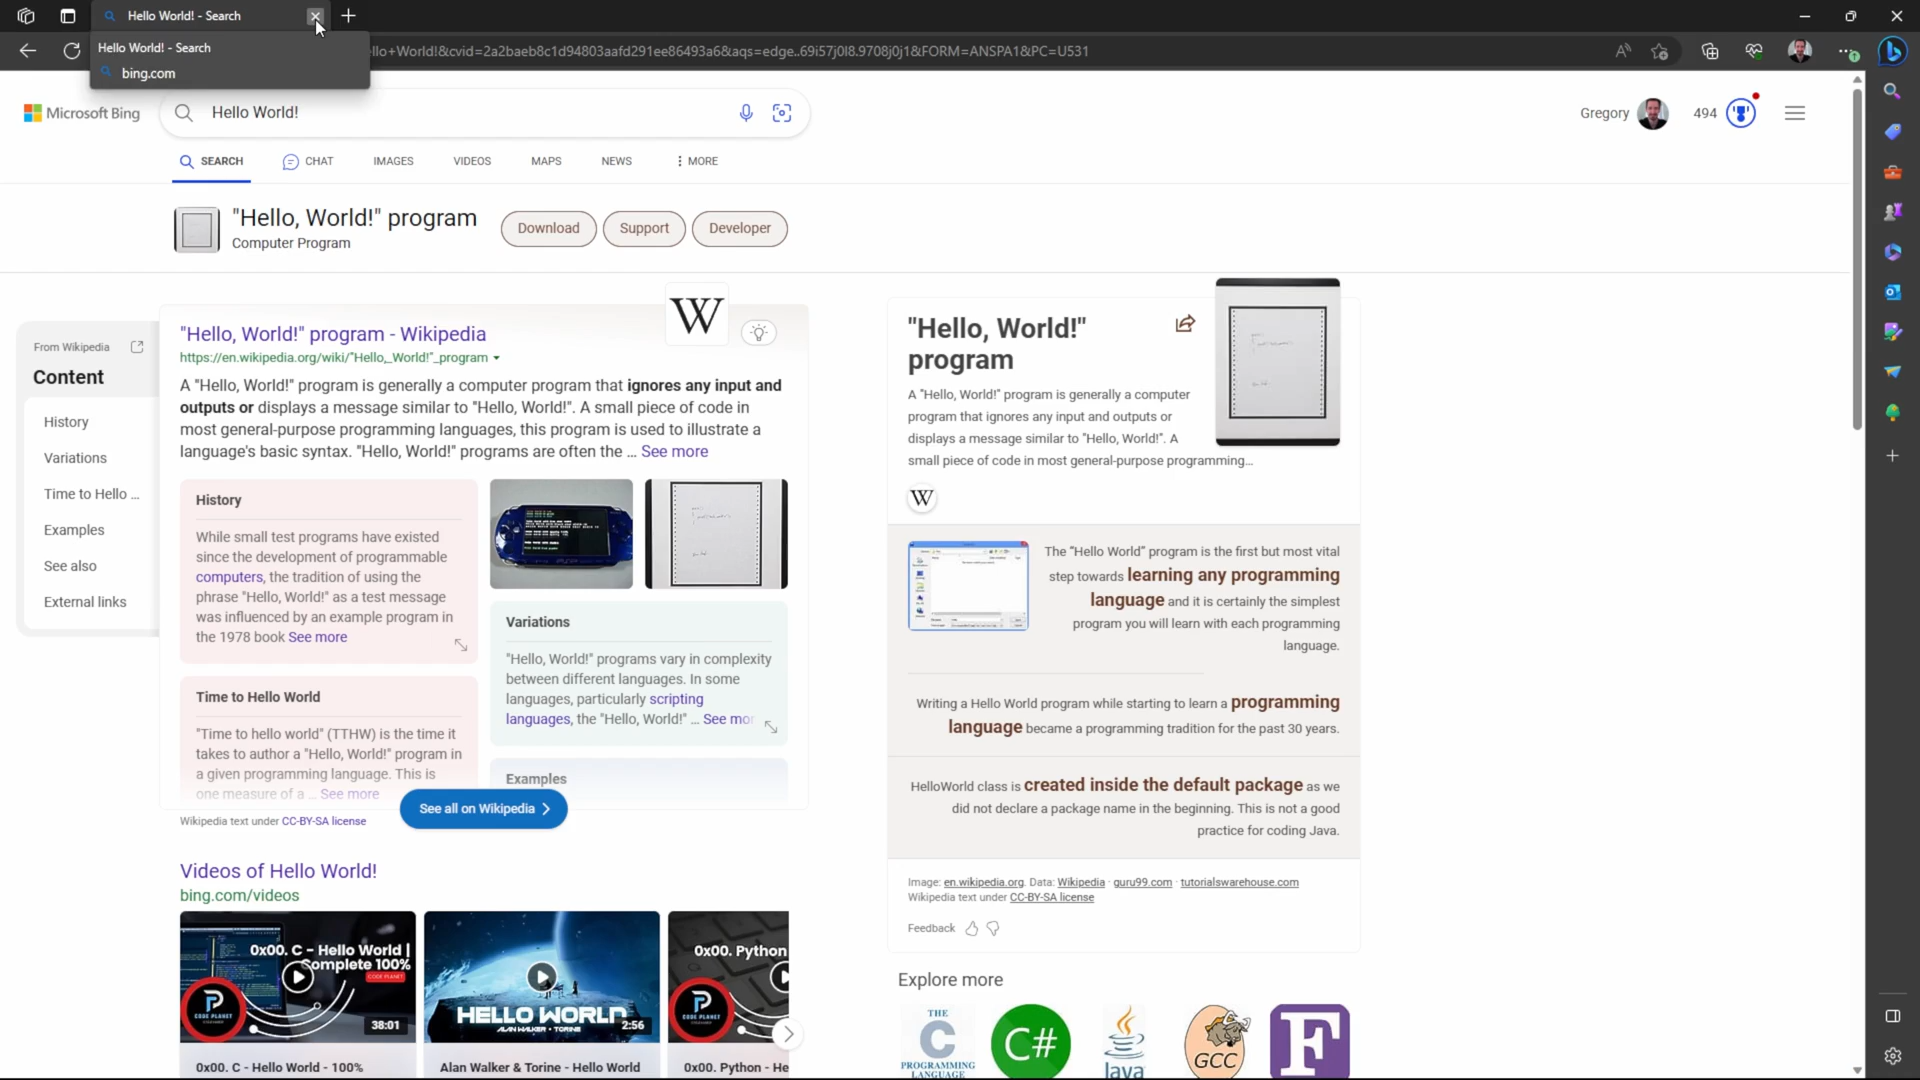 Hello World! - Search
Hello World! - Search
bing.com
llo+World!&cvid=2a2baeb8c1d94803aafd291ee86493a6&aqs=edge..69i57j0l8.9708j0j1&FORM=ANSPA1&PC=U531
Microsoft Bing
Hello World!
Gregory
494
SEARCH
CHAT
IMAGES
VIDEOS
MAPS
NEWS
MORE
"Hello, World!" program
Computer Program
Download
Support
Developer
From Wikipedia
Content
History
Variations
Time to Hello ...
Examples
See also
External links
W
"Hello, World!" program - Wikipedia
https://en.wikipedia.org/wiki/"Hello,_World!"_program
A "Hello, World!" program is generally a computer program that ignores any input and
outputs or displays a message similar to "Hello, World!". A small piece of code in
most general-purpose programming languages, this program is used to illustrate a
language's basic syntax. "Hello, World!" programs are often the ... See more
History
While small test programs have existed
since the development of programmable
computers, the tradition of using the
phrase "Hello, World!" as a test message
was influenced by an example program in
the 1978 book See more
Time to Hello World
"Time to hello world" (TTHW) is the time it
takes to author a "Hello, World!" program in
a given programming language. This is
one measure of a ... See more
Variations
"Hello, World!" programs vary in complexity
between different languages. In some
languages, particularly scripting
languages, the "Hello, World!" ... See mor
Examples
See all on Wikipedia
Wikipedia text under CC-BY-SA license
Videos of Hello World!
bing.com/videos
0x00. C - Hello World |
Complete 100%
CODE PLANET
CODE PLANET
38:01
0x00. C - Hello World - 100%
HELLO WORLD
ALAN WALKER • TORINE
2:56
Alan Walker & Torine - Hello World
0x00. Python
CODE PLANET
0x00. Python - He
"Hello, World!"
program
A "Hello, World!" program is generally a computer
program that ignores any input and outputs or
displays a message similar to "Hello, World!". A
small piece of code in most general-purpose programming...
W
The "Hello World" program is the first but most vital
step towards learning any programming
language and it is certainly the simplest
program you will learn with each programming
language.
Writing a Hello World program while starting to learn a programming
language became a programming tradition for the past 30 years.
HelloWorld class is created inside the default package as we
did not declare a package name in the beginning. This is not a good
practice for coding Java.
Image: en.wikipedia.org. Data: Wikipedia · guru99.com · tutorialswarehouse.com
Wikipedia text under CC-BY-SA license
Feedback
Explore more
THE
C
PROGRAMMING
LANGUAGE
C#
Java
GCC
F